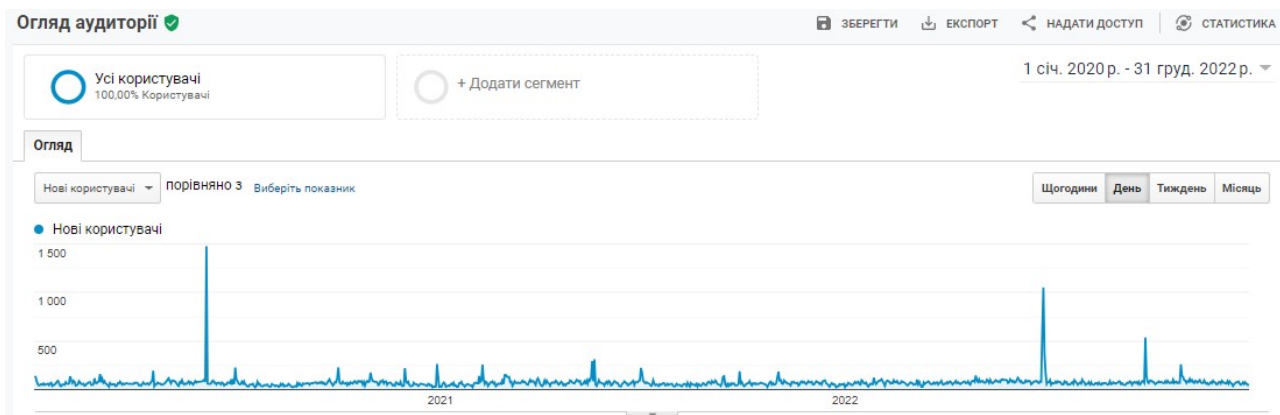 Огляд аудиторії
ЗБЕРЕГТИ ЕКСПОРТ НАДАТИ ДОСТУП СТАТИСТИКА
Усі користувачі
100,00% Користувачі
+ Додати сегмент
1 січ. 2020 р. - 31 груд. 2022 р.
Огляд
Нові користувачі порівняно з Виберіть показник
Щогодини День Тиждень Місяць
Нові користувачі
1 500
1 000
500
2021 2022